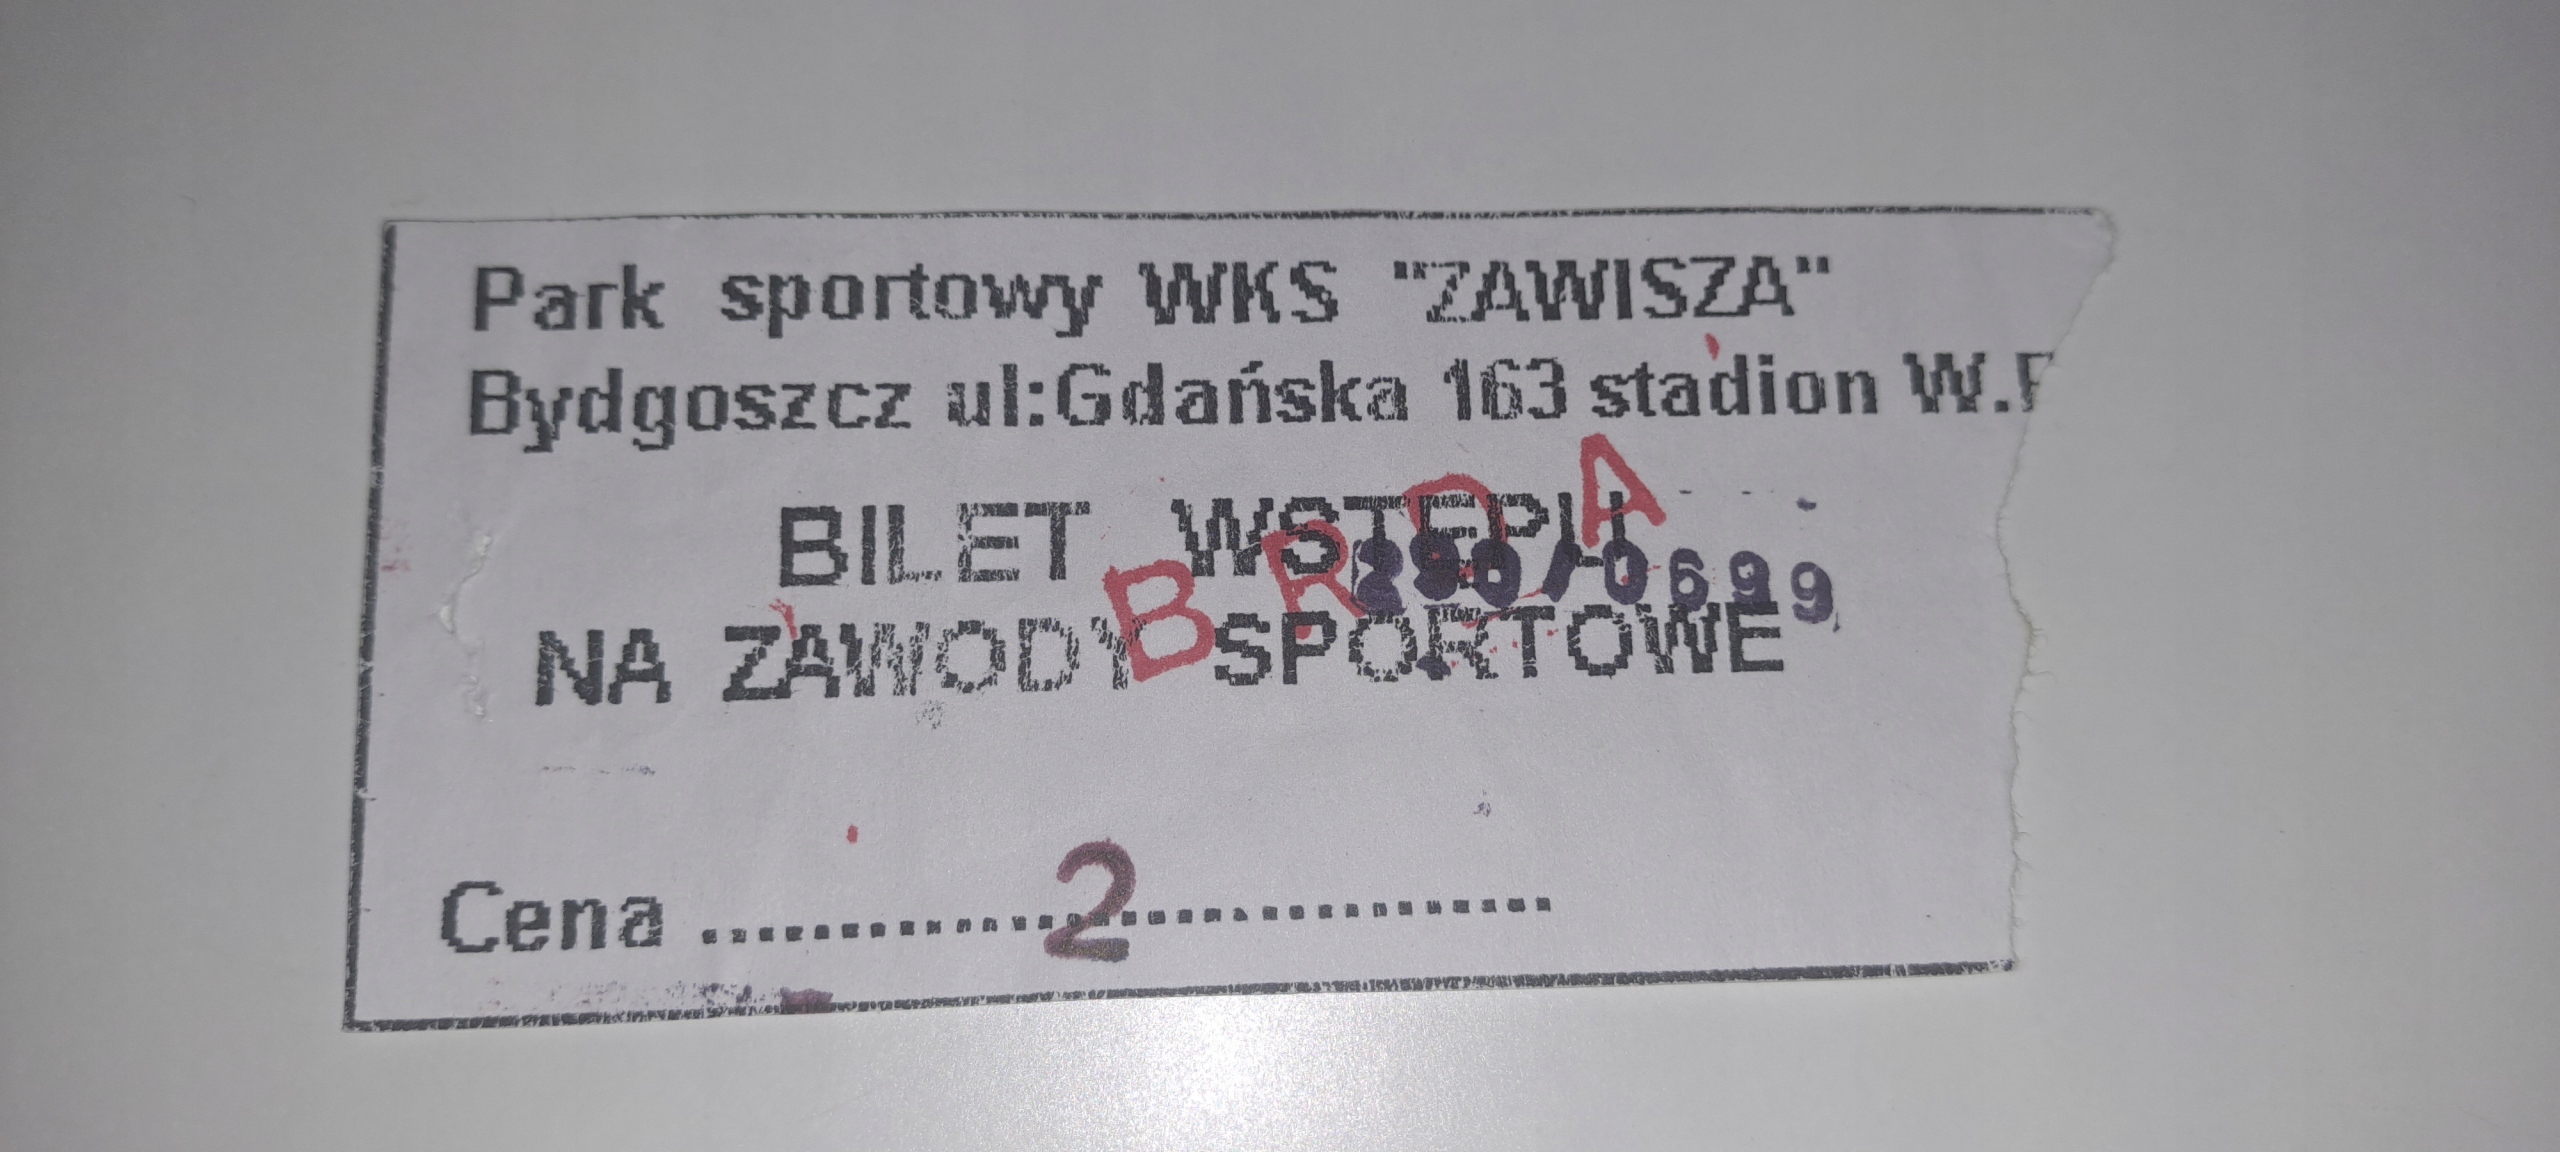 Park sportowy WKS "ZAWISZA"
Bydgoszcz ul:Gdańska 163 stadion W.
BILET WSTĘPU
BRDA
NA ZAWODY SPORTOWE
Cena ............ 2 ............